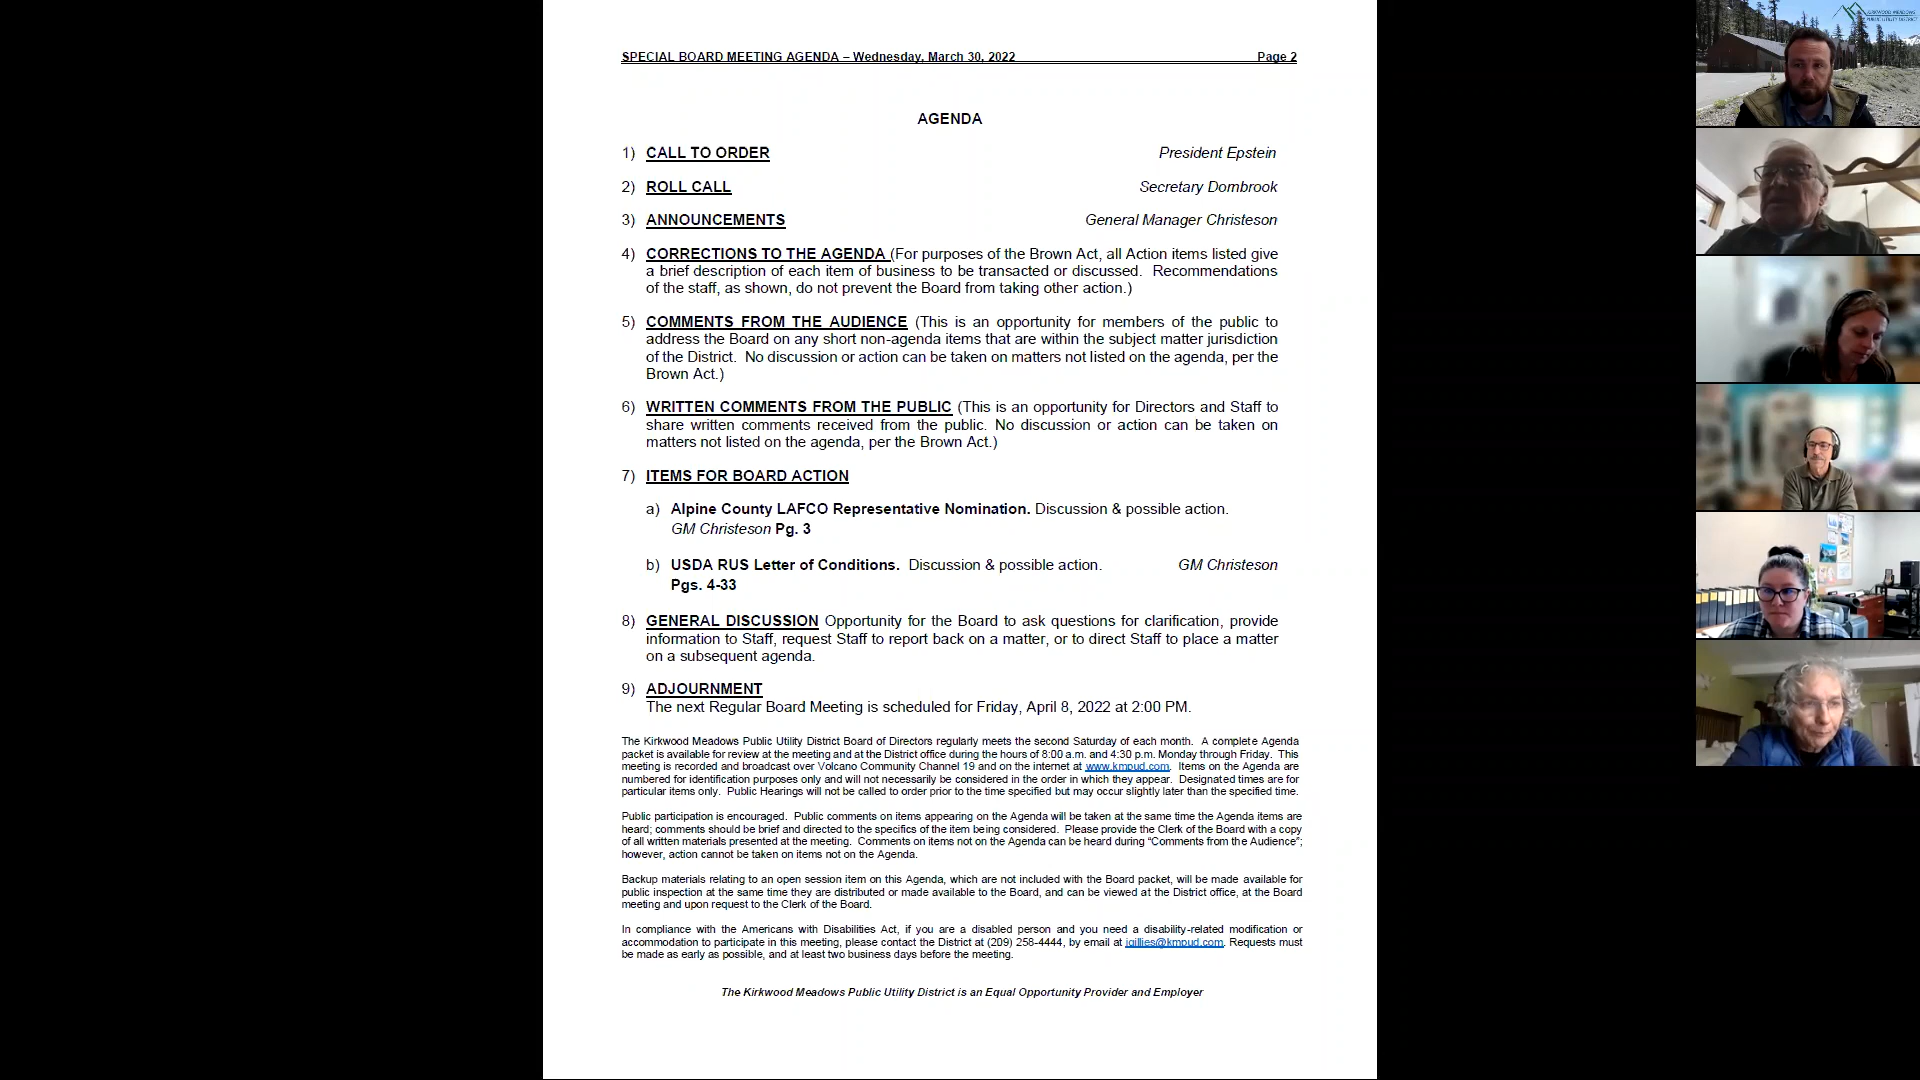 SPECIAL BOARD MEETING AGENDA – Wednesday, March 30, 2022 Page 2
AGENDA
1) CALL TO ORDER President Epstein
2) ROLL CALL Secretary Dornbrook
3) ANNOUNCEMENTS General Manager Christeson
4) CORRECTIONS TO THE AGENDA (For purposes of the Brown Act, all Action items listed give
a brief description of each item of business to be transacted or discussed. Recommendations
of the staff, as shown, do not prevent the Board from taking other action.)
5) COMMENTS FROM THE AUDIENCE (This is an opportunity for members of the public to
address the Board on any short non-agenda items that are within the subject matter jurisdiction
of the District. No discussion or action can be taken on matters not listed on the agenda, per the
Brown Act.)
6) WRITTEN COMMENTS FROM THE PUBLIC (This is an opportunity for Directors and Staff to
share written comments received from the public. No discussion or action can be taken on
matters not listed on the agenda, per the Brown Act.)
7) ITEMS FOR BOARD ACTION
a) Alpine County LAFCO Representative Nomination. Discussion & possible action.
GM Christeson Pg. 3
b) USDA RUS Letter of Conditions. Discussion & possible action. GM Christeson
Pgs. 4-33
8) GENERAL DISCUSSION Opportunity for the Board to ask questions for clarification, provide
information to Staff, request Staff to report back on a matter, or to direct Staff to place a matter
on a subsequent agenda.
9) ADJOURNMENT
The next Regular Board Meeting is scheduled for Friday, April 8, 2022 at 2:00 PM.
The Kirkwood Meadows Public Utility District Board of Directors regularly meets the second Saturday of each month. A complete Agenda
packet is available for review at the meeting and at the District office during the hours of 8:00 a.m. and 4:30 p.m. Monday through Friday. This
meeting is recorded and broadcast over Volcano Community Channel 19 and on the internet at www.kmpud.com. Items on the Agenda are
numbered for identification purposes only and will not necessarily be considered in the order in which they appear. Designated times are for
particular items only. Public Hearings will not be called to order prior to the time specified but may occur slightly later than the specified time.
Public participation is encouraged. Public comments on items appearing on the Agenda will be taken at the same time the Agenda items are
heard; comments should be brief and directed to the specifics of the item being considered. Please provide the Clerk of the Board with a copy
of all written materials presented at the meeting. Comments on items not on the Agenda can be heard during "Comments from the Audience";
however, action cannot be taken on items not on the Agenda.
Backup materials relating to an open session item on this Agenda, which are not included with the Board packet, will be made available for
public inspection at the same time they are distributed or made available to the Board, and can be viewed at the District office, at the Board
meeting and upon request to the Clerk of the Board.
In compliance with the Americans with Disabilities Act, if you are a disabled person and you need a disability-related modification or
accommodation to participate in this meeting, please contact the District at (209) 258-4444, by email at jgillies@kmpud.com. Requests must
be made as early as possible, and at least two business days before the meeting.
The Kirkwood Meadows Public Utility District is an Equal Opportunity Provider and Employer
KIRKWOOD MEADOWS
PUBLIC UTILITY DISTRICT